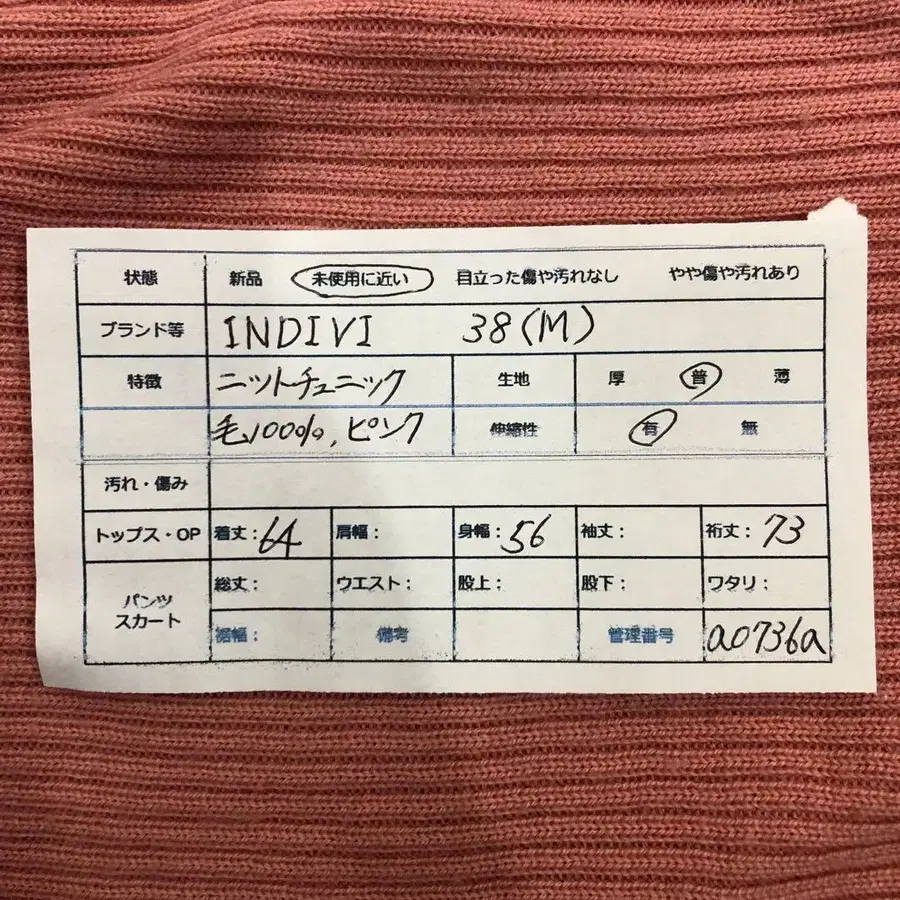 状態 新品 未使用に近い 目立った傷や汚れなし やや傷や汚れあり
ブランド等 INDIVI 38(M)
特徴 ニットチュニック 生地 厚 普 薄
毛100%, ピンク 伸縮性 有 無
汚れ・傷み
トップス・OP 着丈：64 肩幅： 身幅：56 袖丈： 裄丈：73
パンツ スカート 総丈： ウエスト： 股上： 股下： ワタリ：
裾幅： 備考 管理番号 a0736a